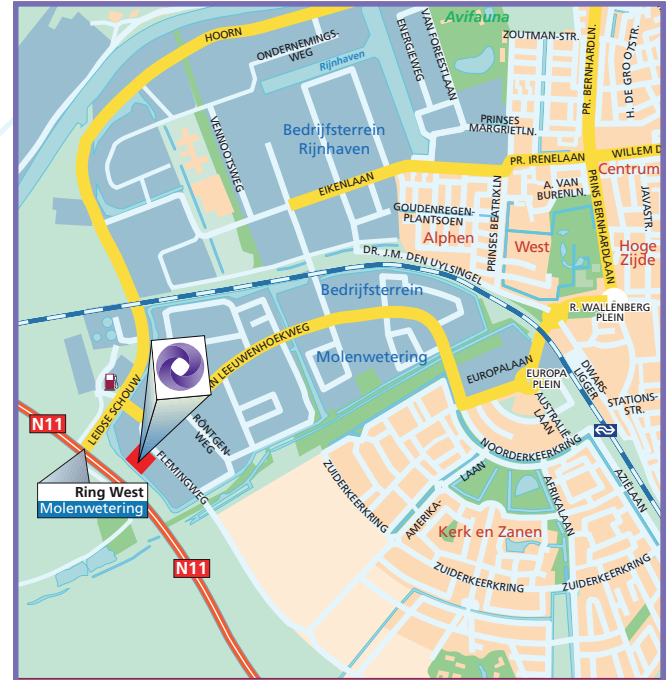 Avifauna
HOORN
ONDERNEMINGS-
WEG
Rijnhaven
ENERGIEWEG
VAN FOREESTLAAN
ZOUTMAN-STR.
PR. BERNHARDLN.
H. DE GROOTSTR.
VENNOOTSWEG
Bedrijfsterrein
Rijnhaven
PRINSES
MARGRIETLN.
PR. IRENELAAN
WILLEM D
Centrum
EIKENLAAN
A. VAN
BURENLN.
GOUDENREGEN-
PLANTSOEN
PRINSES BEATRIXLN
PRINS BERNHARDLAAN
JAVASTR.
Alphen
West
Hoge
Zijde
DR. J.M. DEN UYLSINGEL
Bedrijfsterrein
R. WALLENBERG
PLEIN
N LEEUWENHOEKWEG
Molenwetering
EUROPALAAN
EUROPA
PLEIN
DWARS-
LIGGER
STATIONS-
STR.
LEIDSE SCHOUW
N11
RÖNTGEN-
WEG
FLEMINGWEG
AUSTRALIË
LAAN
NOORDERKEERKRING
AZIËLAAN
Ring West
Molenwetering
ZUIDERKEERKRING
AMERIKA-
LAAN
AFRIKALAAN
Kerk en Zanen
N11
ZUIDERKEERKRING
ZUIDERKEERKRING